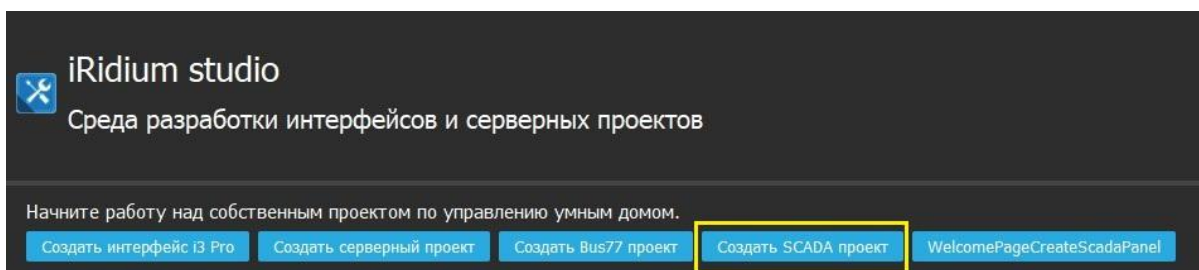 iRidium studio
Среда разработки интерфейсов и серверных проектов
Начните работу над собственным проектом по управлению умным домом.
Создать интерфейс i3 Pro Создать серверный проект Создать Bus77 проект Создать SCADA проект WelcomePageCreateScadaPanel